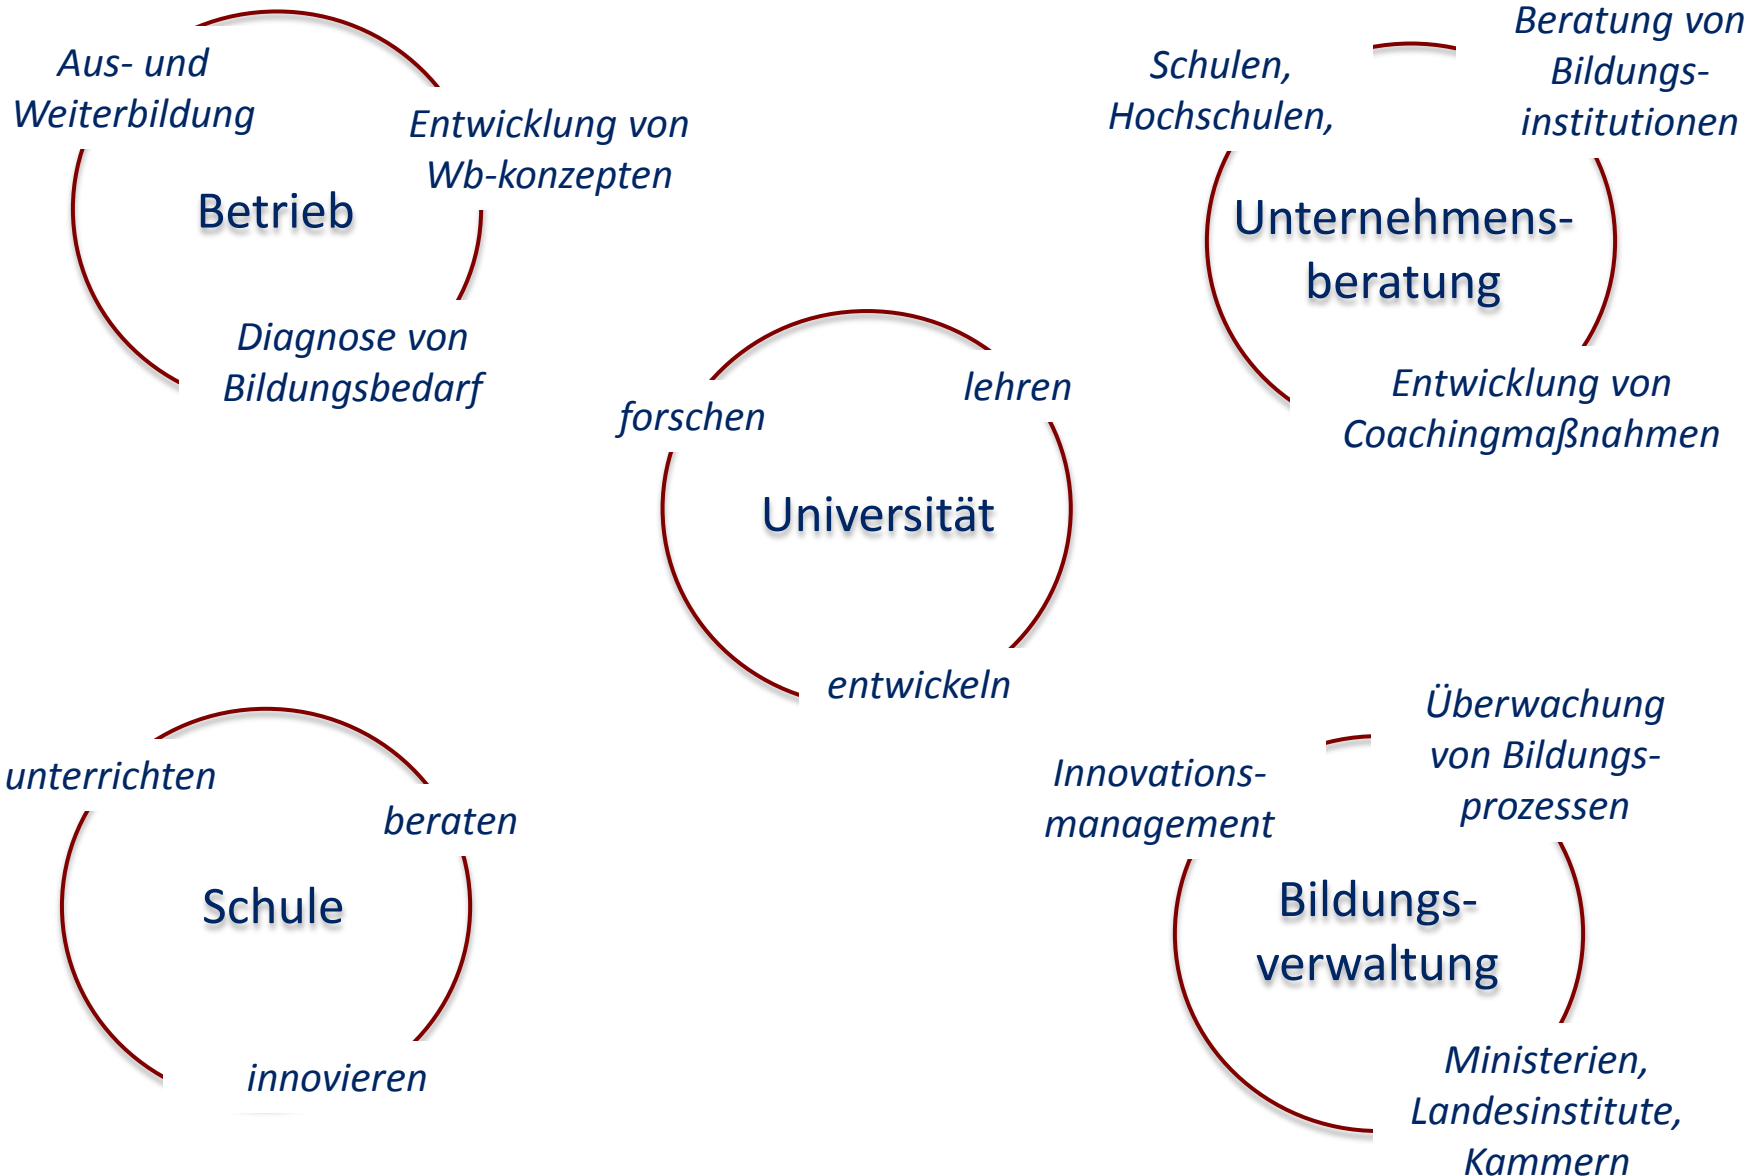 Aus- und
Weiterbildung
Entwicklung von
Wb-konzepten
Betrieb
Diagnose von
Bildungsbedarf
Schulen,
Hochschulen,
Beratung von
Bildungs-
institutionen
Unternehmens-
beratung
Entwicklung von
Coachingmaßnahmen
forschen
lehren
Universität
entwickeln
unterrichten
beraten
Schule
innovieren
Innovations-
management
Überwachung
von Bildungs-
prozessen
Bildungs-
verwaltung
Ministerien,
Landesinstitute,
Kammern